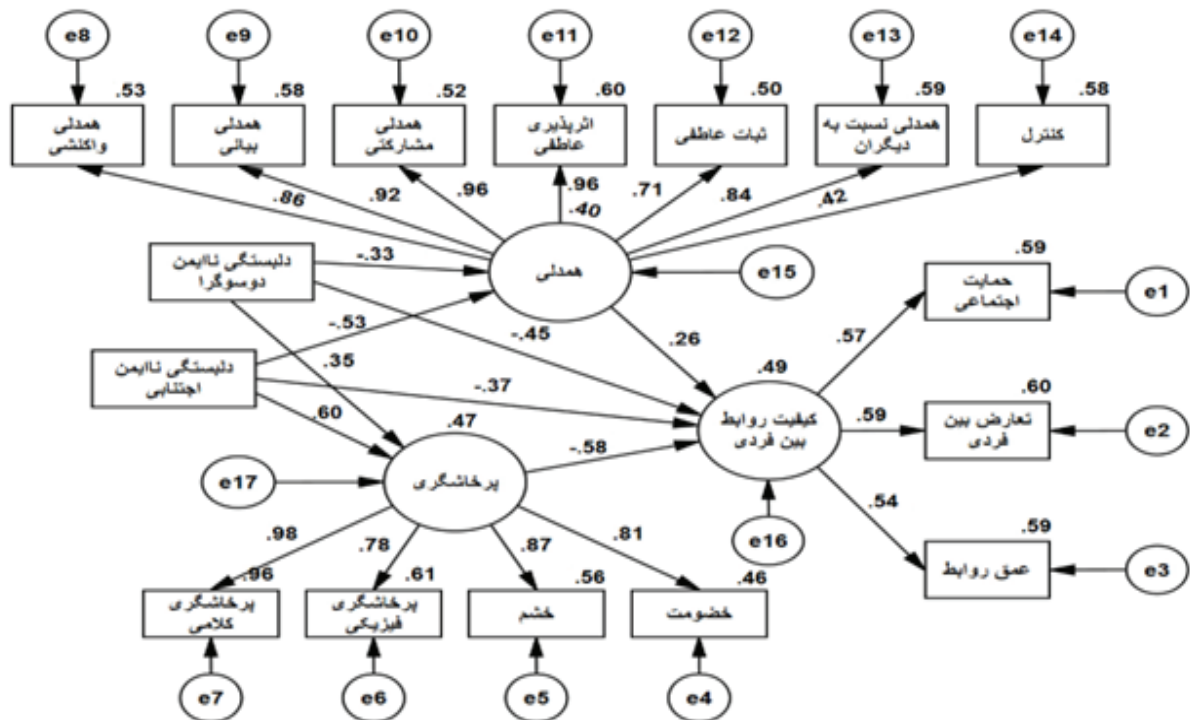 e8 e9 e10 e11 e12 e13 e14
.53 .58 .52 .60 .50 .59 .58
همدلی
واکنشی
همدلی
بیانی
همدلی
مشارکتی
اثرپذیری
عاطفی
ثبات عاطفی
همدلی نسبت به
دیگران
کنترل
.86 .92 .96 .96 .71 .84 .42
.40
همدلی
e15
دلبستگی ناایمن
دوسوگرا
-.33
-.53
-.45
.35
.26
دلبستگی ناایمن
اجتنابی
-.37
.60
.59
حمایت
اجتماعی
e1
.57
.49
کیفیت روابط
بین فردی
.59
.60
تعارض بین
فردی
e2
.47
پرخاشگری
-.58
e17
e16
.54
.59
عمق روابط
e3
.98 .78 .87 .81
.96 .61 .56 .46
پرخاشگری
کلامی
پرخاشگری
فیزیکی
خشم
خصومت
e7 e6 e5 e4